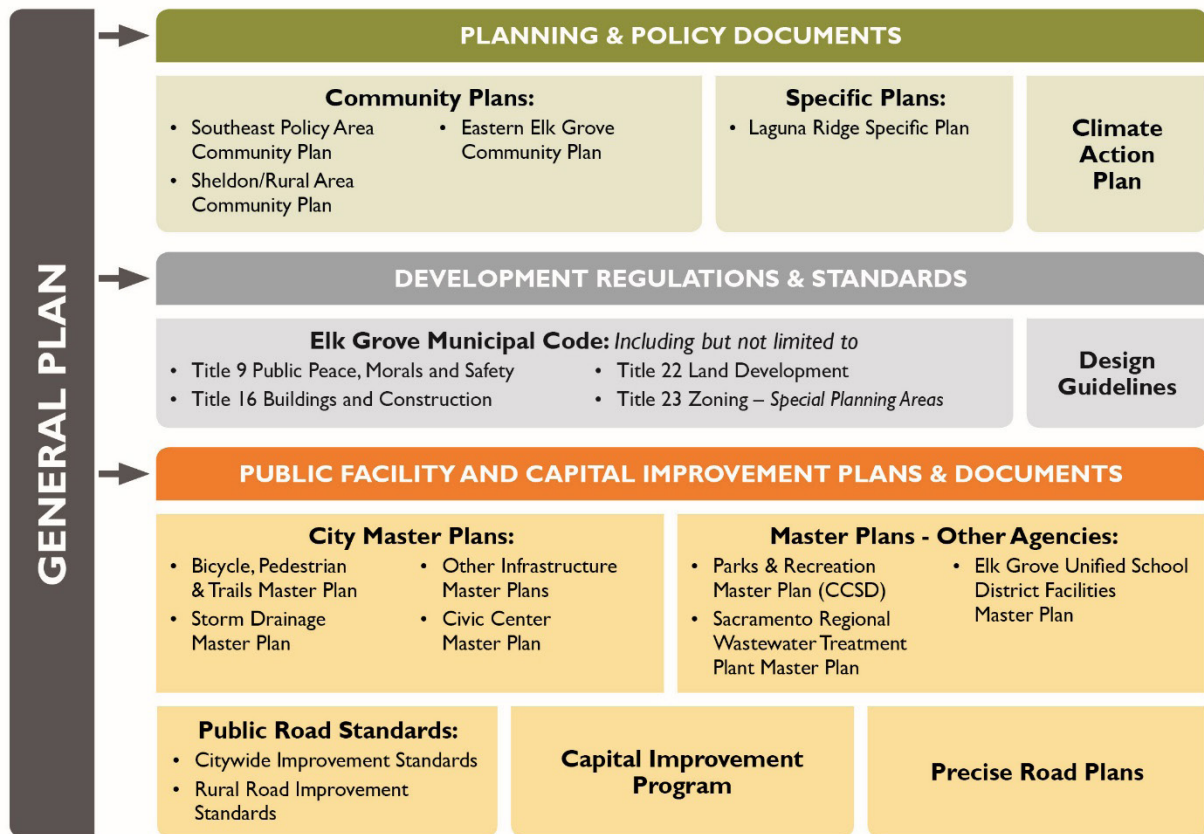 GENERAL PLAN
PLANNING & POLICY DOCUMENTS
Community Plans:
• Southeast Policy Area
Community Plan
• Sheldon/Rural Area
Community Plan
• Eastern Elk Grove
Community Plan
Specific Plans:
• Laguna Ridge Specific Plan
Climate
Action
Plan
DEVELOPMENT REGULATIONS & STANDARDS
Elk Grove Municipal Code: Including but not limited to
• Title 9 Public Peace, Morals and Safety
• Title 16 Buildings and Construction
• Title 22 Land Development
• Title 23 Zoning – Special Planning Areas
Design
Guidelines
PUBLIC FACILITY AND CAPITAL IMPROVEMENT PLANS & DOCUMENTS
City Master Plans:
• Bicycle, Pedestrian
& Trails Master Plan
• Storm Drainage
Master Plan
• Other Infrastructure
Master Plans
• Civic Center
Master Plan
Master Plans - Other Agencies:
• Parks & Recreation
Master Plan (CCSD)
• Sacramento Regional
Wastewater Treatment
Plant Master Plan
• Elk Grove Unified School
District Facilities
Master Plan
Public Road Standards:
• Citywide Improvement Standards
• Rural Road Improvement
Standards
Capital Improvement
Program
Precise Road Plans